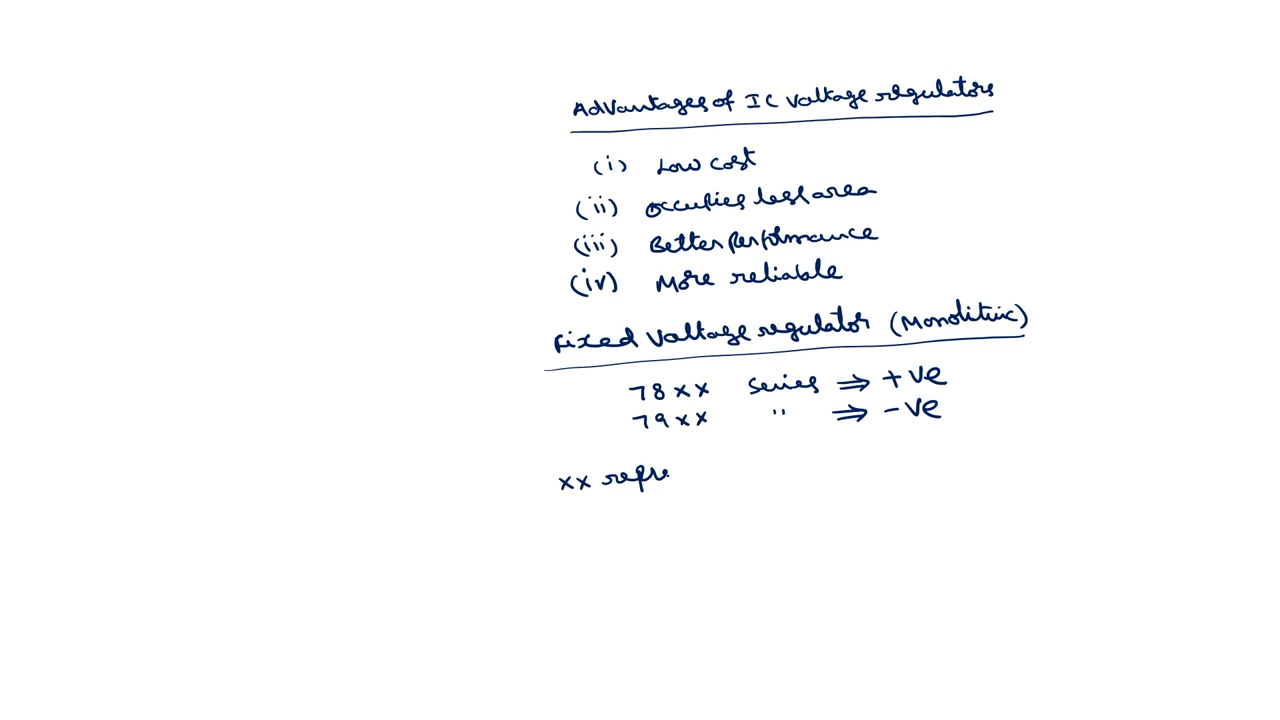 Advantages of IC Voltage regulators
(i) Low cost
(ii) Occupies less area
(iii) Better performance
(iv) More reliable
Fixed Voltage regulator (Monolithic)
78xx series ⇒ +ve
79xx " ⇒ -ve
xx repre